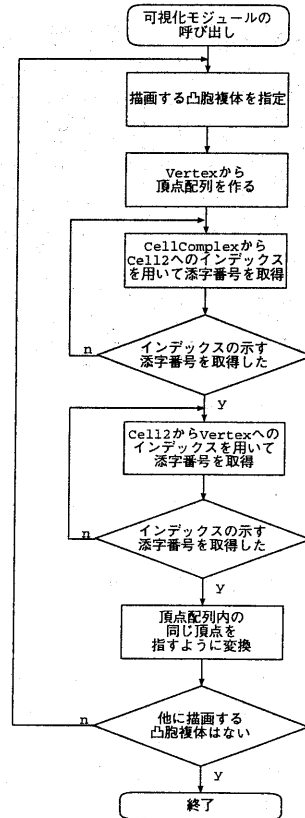 可視化モジュールの
呼び出し
描画する凸胞複体を指定
Vertexから
頂点配列を作る
CellComplexから
Cell2へのインデックス
を用いて添字番号を取得
インデックスの示す
添字番号を取得した
n
y
Cell2からVertexへの
インデックスを用いて
添字番号を取得
インデックスの示す
添字番号を取得した
n
y
頂点配列内の
同じ頂点を
指すように変換
他に描画する
凸胞複体はない
n
y
終了